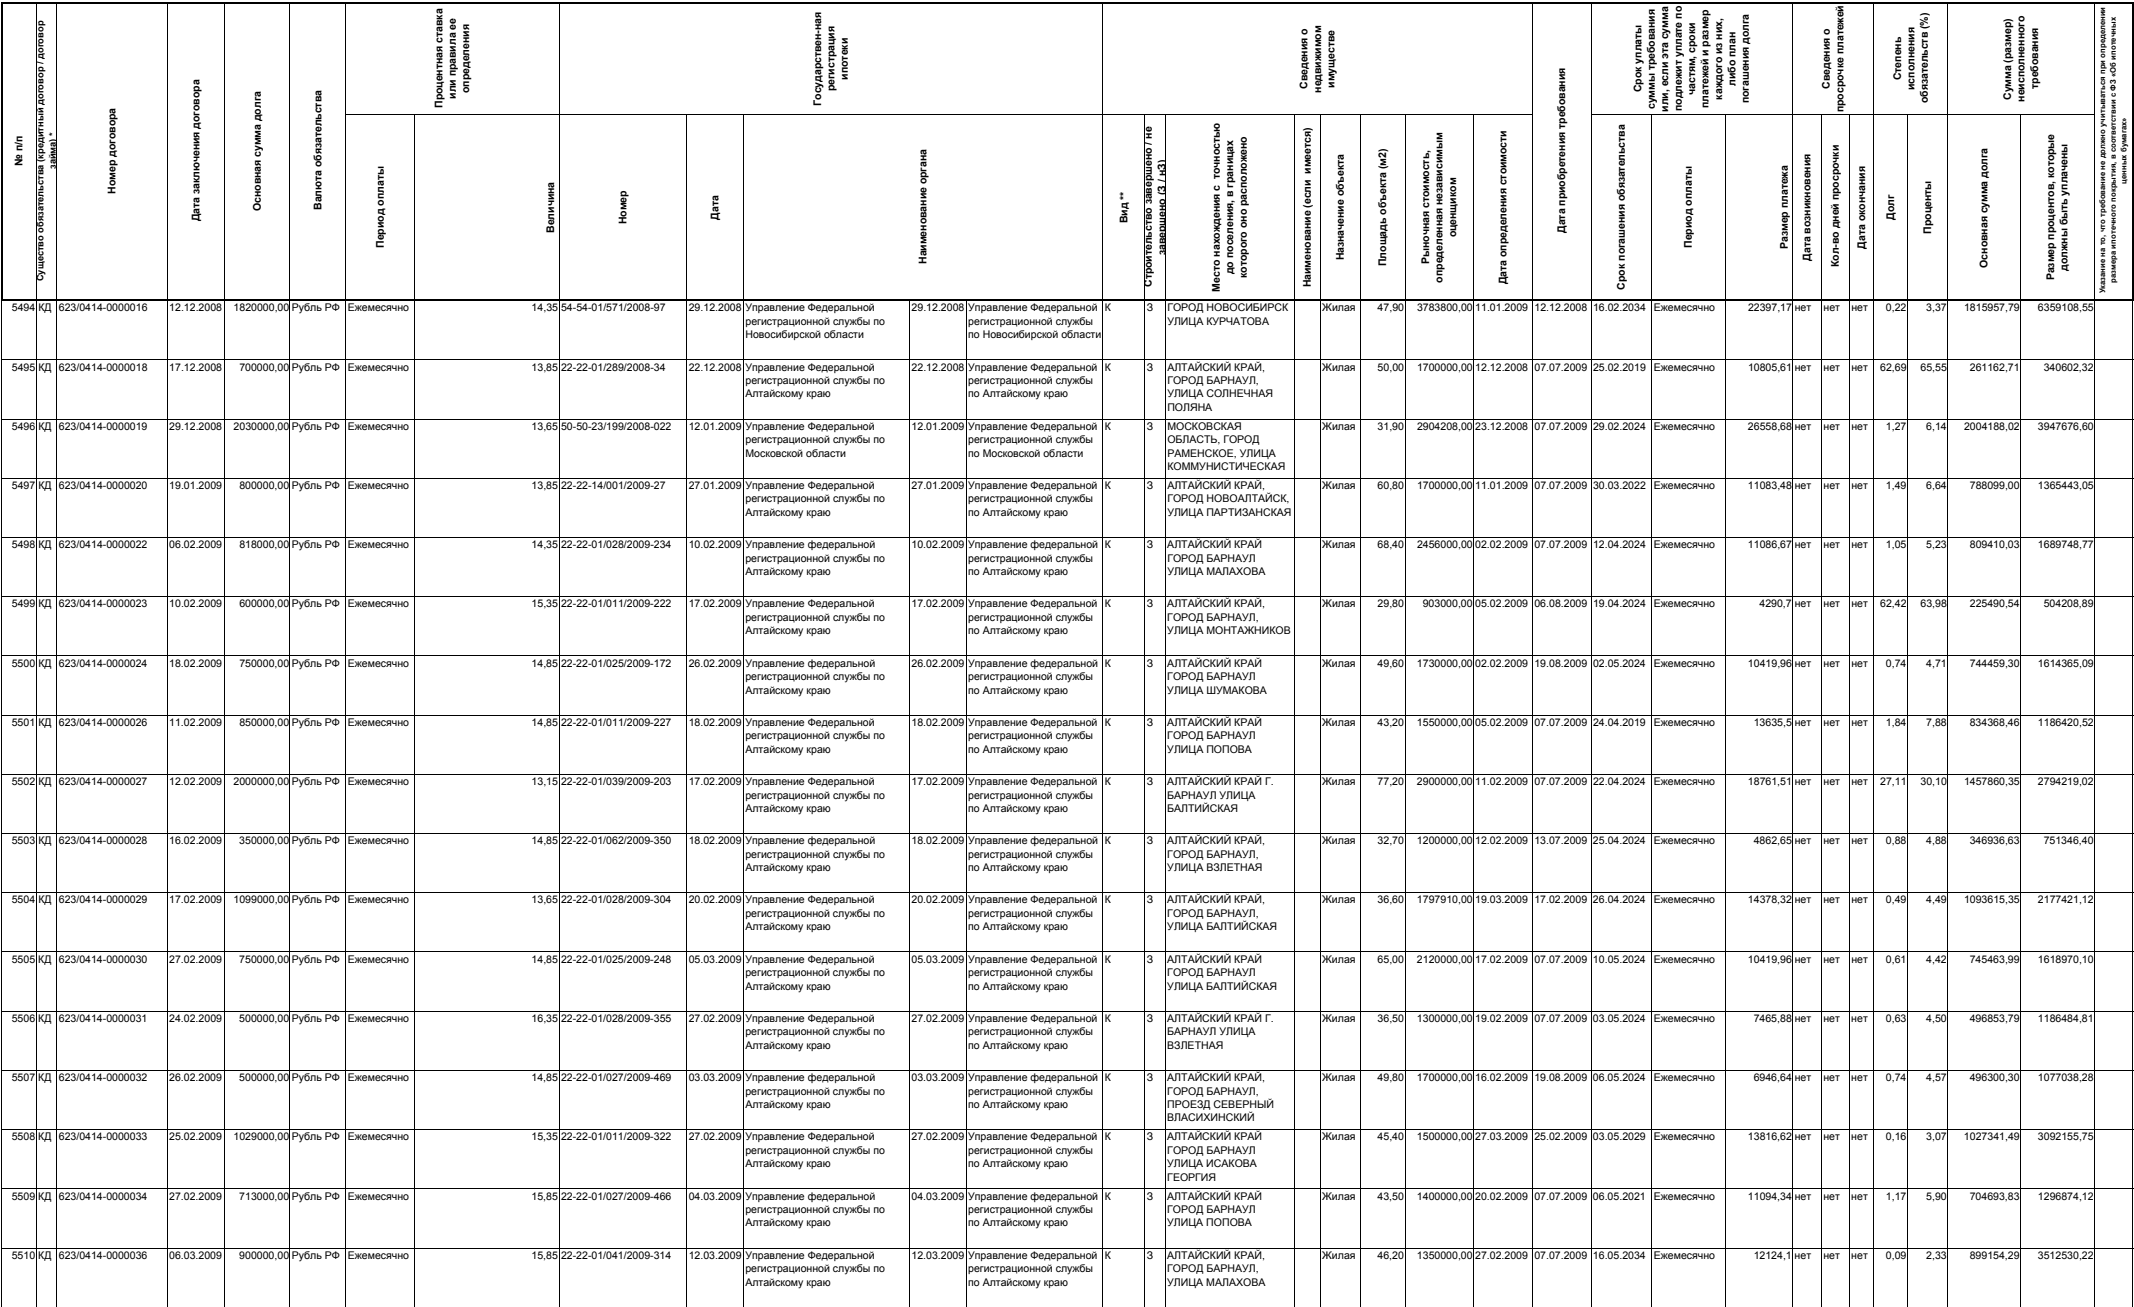 № п/п
Существо обязательства (кредитный договор / договор займа) *
Номер договора
Дата заключения договора
Основная сумма долга
Валюта обязательства
Процентная ставка или правила ее определения
Период оплаты
Величина
Государствен-ная регистрация ипотеки
Номер
Дата
Наименование органа
Сведения о недвижимом имуществе
Вид **
Строительство завершено / не завершено (З / нЗ)
Место нахождения с точностью до поселения, в границах которого оно расположено
Наименование (если имеется)
Назначение объекта
Площадь объекта (м2)
Рыночная стоимость, определенная независимым оценщиком
Дата определения стоимости
Дата приобретения требования
Срок уплаты суммы требования или, если эта сумма подлежит уплате по частям, сроки платежей и размер каждого из них, либо план погашения долга
Срок погашения обязательства
Период оплаты
Размер платежа
Сведения о просрочке платежей
Дата возникновения
Кол-во дней просрочки
Дата окончания
Степень исполнения обязательств (%)
Долг
Проценты
Сумма (размер) неисполненного требования
Основная сумма долга
Размер процентов, которые должны быть уплачены
Указание на то, что требование не должно учитываться при определении размера ипотечного покрытия, в соответствии с ФЗ «Об ипотечных ценных бумагах»
5494 КД 623/0414-0000016 12.12.2008 1820000,00 Рубль РФ Ежемесячно 14,35 54-54-01/571/2008-97 29.12.2008 Управление Федеральной регистрационной службы по Новосибирской области 29.12.2008 Управление Федеральной регистрационной службы по Новосибирской области К З ГОРОД НОВОСИБИРСК УЛИЦА КУРЧАТОВА Жилая 47,90 3783800,00 11.01.2009 12.12.2008 16.02.2034 Ежемесячно 22397,17 нет нет нет 0,22 3,37 1815957,79 6359108,55
5495 КД 623/0414-0000018 17.12.2008 700000,00 Рубль РФ Ежемесячно 13,85 22-22-01/289/2008-34 22.12.2008 Управление Федеральной регистрационной службы по Алтайскому краю 22.12.2008 Управление Федеральной регистрационной службы по Алтайскому краю К З АЛТАЙСКИЙ КРАЙ, ГОРОД БАРНАУЛ, УЛИЦА СОЛНЕЧНАЯ ПОЛЯНА Жилая 50,00 1700000,00 12.12.2008 07.07.2009 25.02.2019 Ежемесячно 10805,61 нет нет нет 62,69 65,55 261162,71 340602,32
5496 КД 623/0414-0000019 29.12.2008 2030000,00 Рубль РФ Ежемесячно 13,65 50-50-23/199/2008-022 12.01.2009 Управление Федеральной регистрационной службы по Московской области 12.01.2009 Управление Федеральной регистрационной службы по Московской области К З МОСКОВСКАЯ ОБЛАСТЬ, ГОРОД РАМЕНСКОЕ, УЛИЦА КОММУНИСТИЧЕСКАЯ Жилая 31,90 2904208,00 23.12.2008 07.07.2009 29.02.2024 Ежемесячно 26558,68 нет нет нет 1,27 6,14 2004188,02 3947676,60
5497 КД 623/0414-0000020 19.01.2009 800000,00 Рубль РФ Ежемесячно 13,85 22-22-14/001/2009-27 27.01.2009 Управление Федеральной регистрационной службы по Алтайскому краю 27.01.2009 Управление Федеральной регистрационной службы по Алтайскому краю К З АЛТАЙСКИЙ КРАЙ, ГОРОД НОВОАЛТАЙСК, УЛИЦА ПАРТИЗАНСКАЯ Жилая 60,80 1700000,00 11.01.2009 07.07.2009 30.03.2022 Ежемесячно 11083,48 нет нет нет 1,49 6,64 788099,00 1365443,05
5498 КД 623/0414-0000022 06.02.2009 818000,00 Рубль РФ Ежемесячно 14,35 22-22-01/028/2009-234 10.02.2009 Управление федеральной регистрационной службы по Алтайскому краю 10.02.2009 Управление федеральной регистрационной службы по Алтайскому краю К З АЛТАЙСКИЙ КРАЙ ГОРОД БАРНАУЛ УЛИЦА МАЛАХОВА Жилая 68,40 2456000,00 02.02.2009 07.07.2009 12.04.2024 Ежемесячно 11086,67 нет нет нет 1,05 5,23 809410,03 1689748,77
5499 КД 623/0414-0000023 10.02.2009 600000,00 Рубль РФ Ежемесячно 15,35 22-22-01/011/2009-222 17.02.2009 Управление Федеральной регистрационной службы по Алтайскому краю 17.02.2009 Управление Федеральной регистрационной службы по Алтайскому краю К З АЛТАЙСКИЙ КРАЙ, ГОРОД БАРНАУЛ, УЛИЦА МОНТАЖНИКОВ Жилая 29,80 903000,00 05.02.2009 06.08.2009 19.04.2024 Ежемесячно 4290,7 нет нет нет 62,42 63,98 225490,54 504208,89
5500 КД 623/0414-0000024 18.02.2009 750000,00 Рубль РФ Ежемесячно 14,85 22-22-01/025/2009-172 26.02.2009 Управление федеральной регистрационной службы по Алтайскому краю 26.02.2009 Управление федеральной регистрационной службы по Алтайскому краю К З АЛТАЙСКИЙ КРАЙ ГОРОД БАРНАУЛ УЛИЦА ШУМАКОВА Жилая 49,60 1730000,00 02.02.2009 19.08.2009 02.05.2024 Ежемесячно 10419,96 нет нет нет 0,74 4,71 744459,30 1614365,09
5501 КД 623/0414-0000026 11.02.2009 850000,00 Рубль РФ Ежемесячно 14,85 22-22-01/011/2009-227 18.02.2009 Управление Федеральной регистрационной службы по Алтайскому краю 18.02.2009 Управление Федеральной регистрационной службы по Алтайскому краю К З АЛТАЙСКИЙ КРАЙ ГОРОД БАРНАУЛ УЛИЦА ПОПОВА Жилая 43,20 1550000,00 05.02.2009 07.07.2009 24.04.2019 Ежемесячно 13635,5 нет нет нет 1,84 7,88 834368,46 1186420,52
5502 КД 623/0414-0000027 12.02.2009 2000000,00 Рубль РФ Ежемесячно 13,15 22-22-01/039/2009-203 17.02.2009 Управление Федеральной регистрационной службы по Алтайскому краю 17.02.2009 Управление Федеральной регистрационной службы по Алтайскому краю К З АЛТАЙСКИЙ КРАЙ Г. БАРНАУЛ УЛИЦА БАЛТИЙСКАЯ Жилая 77,20 2900000,00 11.02.2009 07.07.2009 22.04.2024 Ежемесячно 18761,51 нет нет нет 27,11 30,10 1457860,35 2794219,02
5503 КД 623/0414-0000028 16.02.2009 350000,00 Рубль РФ Ежемесячно 14,85 22-22-01/062/2009-350 18.02.2009 Управление федеральной регистрационной службы по Алтайскому краю 18.02.2009 Управление федеральной регистрационной службы по Алтайскому краю К З АЛТАЙСКИЙ КРАЙ, ГОРОД БАРНАУЛ, УЛИЦА ВЗЛЕТНАЯ Жилая 32,70 1200000,00 12.02.2009 13.07.2009 25.04.2024 Ежемесячно 4862,65 нет нет нет 0,88 4,88 346936,63 751346,40
5504 КД 623/0414-0000029 17.02.2009 1099000,00 Рубль РФ Ежемесячно 13,65 22-22-01/028/2009-304 20.02.2009 Управление Федеральной регистрационной службы по Алтайскому краю 20.02.2009 Управление Федеральной регистрационной службы по Алтайскому краю К З АЛТАЙСКИЙ КРАЙ, ГОРОД БАРНАУЛ, УЛИЦА БАЛТИЙСКАЯ Жилая 36,60 1797910,00 19.03.2009 17.02.2009 26.04.2024 Ежемесячно 14378,32 нет нет нет 0,49 4,49 1093615,35 2177421,12
5505 КД 623/0414-0000030 27.02.2009 750000,00 Рубль РФ Ежемесячно 14,85 22-22-01/025/2009-248 05.03.2009 Управление Федеральной регистрационной службы по Алтайскому краю 05.03.2009 Управление Федеральной регистрационной службы по Алтайскому краю К З АЛТАЙСКИЙ КРАЙ ГОРОД БАРНАУЛ УЛИЦА БАЛТИЙСКАЯ Жилая 65,00 2120000,00 17.02.2009 07.07.2009 10.05.2024 Ежемесячно 10419,96 нет нет нет 0,61 4,42 745463,99 1618970,10
5506 КД 623/0414-0000031 24.02.2009 500000,00 Рубль РФ Ежемесячно 16,35 22-22-01/028/2009-355 27.02.2009 Управление Федеральной регистрационной службы по Алтайскому краю 27.02.2009 Управление Федеральной регистрационной службы по Алтайскому краю К З АЛТАЙСКИЙ КРАЙ Г. БАРНАУЛ УЛИЦА ВЗЛЕТНАЯ Жилая 36,50 1300000,00 19.02.2009 07.07.2009 03.05.2024 Ежемесячно 7465,88 нет нет нет 0,63 4,50 496853,79 1186484,81
5507 КД 623/0414-0000032 26.02.2009 500000,00 Рубль РФ Ежемесячно 14,85 22-22-01/027/2009-469 03.03.2009 Управление федеральной регистрационной службы по Алтайскому краю 03.03.2009 Управление федеральной регистрационной службы по Алтайскому краю К З АЛТАЙСКИЙ КРАЙ, ГОРОД БАРНАУЛ, ПРОЕЗД СЕВЕРНЫЙ ВЛАСИХИНСКИЙ Жилая 49,80 1700000,00 16.02.2009 19.08.2009 06.05.2024 Ежемесячно 6946,64 нет нет нет 0,74 4,57 496300,30 1077038,28
5508 КД 623/0414-0000033 25.02.2009 1029000,00 Рубль РФ Ежемесячно 15,35 22-22-01/011/2009-322 27.02.2009 Управление Федеральной регистрационной службы по Алтайскому краю 27.02.2009 Управление Федеральной регистрационной службы по Алтайскому краю К З АЛТАЙСКИЙ КРАЙ ГОРОД БАРНАУЛ УЛИЦА ИСАКОВА ГЕОРГИЯ Жилая 45,40 1500000,00 27.03.2009 25.02.2009 03.05.2029 Ежемесячно 13816,62 нет нет нет 0,16 3,07 1027341,49 3092155,75
5509 КД 623/0414-0000034 27.02.2009 713000,00 Рубль РФ Ежемесячно 15,85 22-22-01/027/2009-466 04.03.2009 Управление федеральной регистрационной службы по Алтайскому краю 04.03.2009 Управление федеральной регистрационной службы по Алтайскому краю К З АЛТАЙСКИЙ КРАЙ ГОРОД БАРНАУЛ УЛИЦА ПОПОВА Жилая 43,50 1400000,00 20.02.2009 07.07.2009 06.05.2021 Ежемесячно 11094,34 нет нет нет 1,17 5,90 704693,83 1296874,12
5510 КД 623/0414-0000036 06.03.2009 900000,00 Рубль РФ Ежемесячно 15,85 22-22-01/041/2009-314 12.03.2009 Управление Федеральной регистрационной службы по Алтайскому краю 12.03.2009 Управление Федеральной регистрационной службы по Алтайскому краю К З АЛТАЙСКИЙ КРАЙ, ГОРОД БАРНАУЛ, УЛИЦА МАЛАХОВА Жилая 46,20 1350000,00 27.02.2009 07.07.2009 16.05.2034 Ежемесячно 12124,1 нет нет нет 0,09 2,33 899154,29 3512530,22